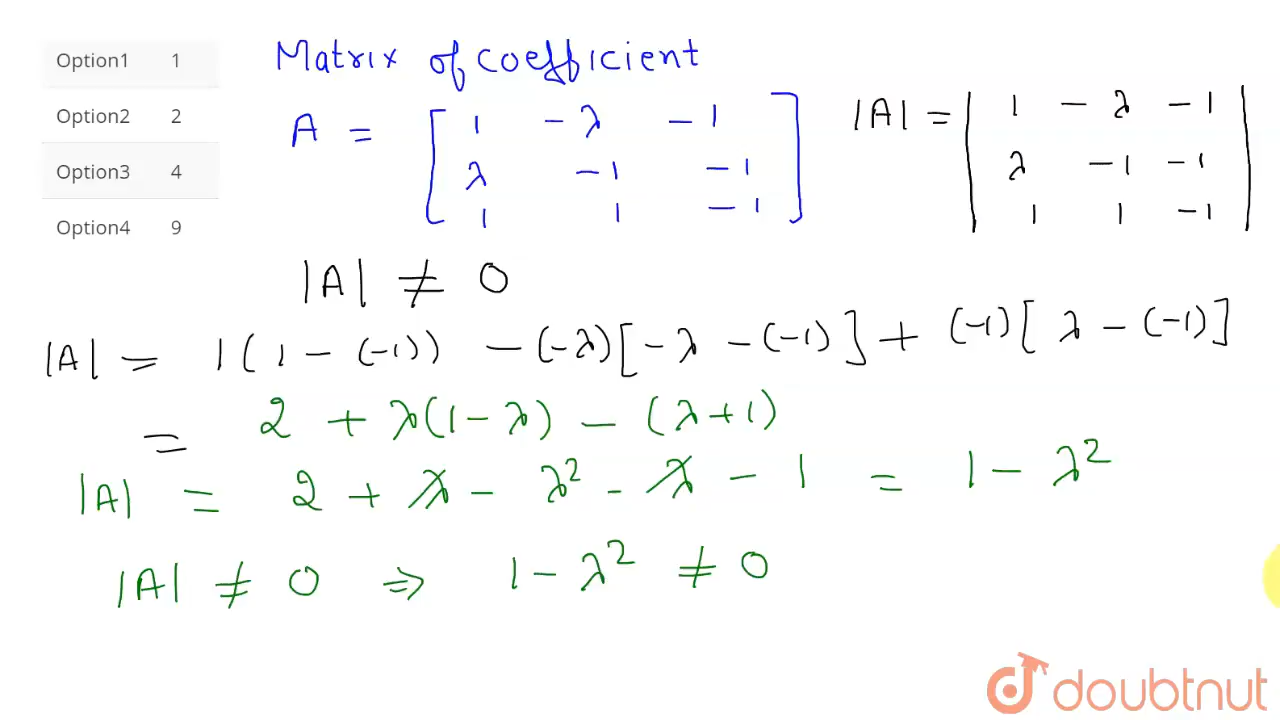 Option1 1
Option2 2
Option3 4
Option4 9
Matrix of coefficient
A = [ 1 -λ -1
λ -1 -1
1 1 -1 ]
|A| = | 1 -λ -1
λ -1 -1
1 1 -1 |
|A| ≠ 0
|A| = 1(1-(-1)) -(-λ)[-λ-(-1)] + (-1)[λ-(-1)]
= 2 + λ(1-λ) - (λ+1)
|A| = 2 + λ - λ² - λ - 1 = 1 - λ²
|A| ≠ 0 ⇒ 1 - λ² ≠ 0
doubtnut